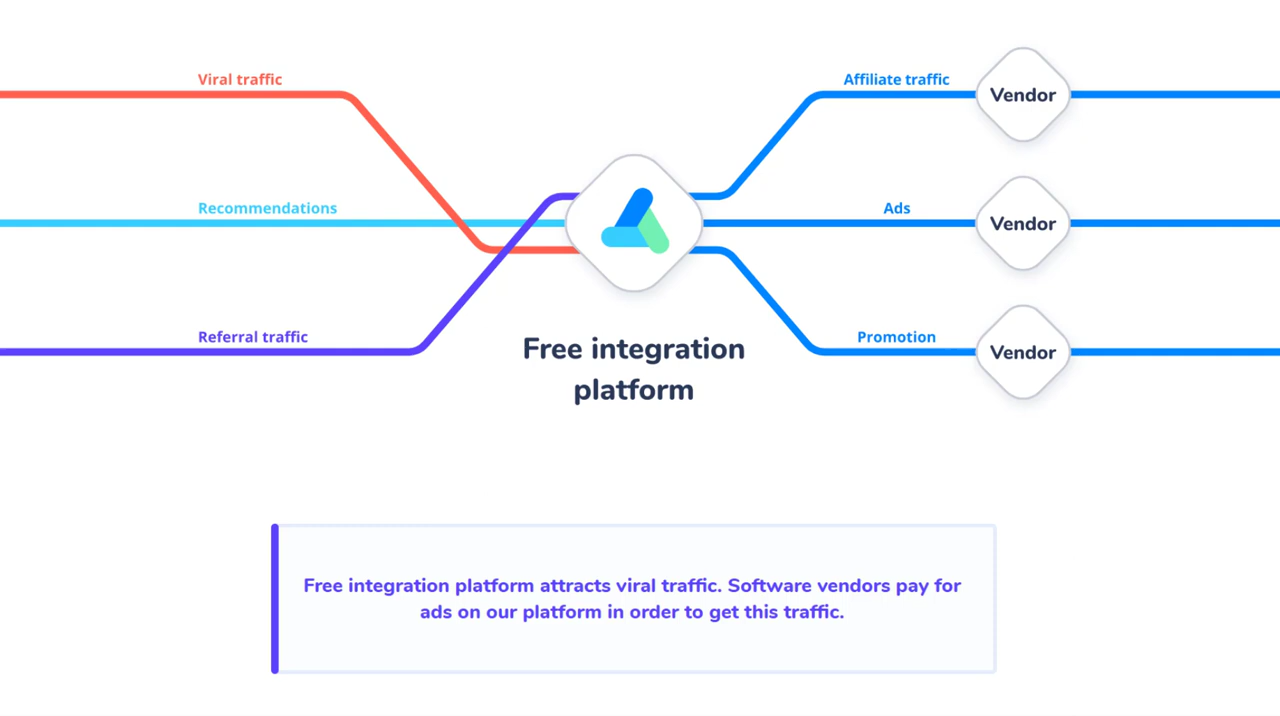 Viral traffic
Affiliate traffic
Vendor
Recommendations
Ads
Vendor
Referral traffic
Promotion
Vendor
Free integration
platform
Free integration platform attracts viral traffic. Software vendors pay for
ads on our platform in order to get this traffic.